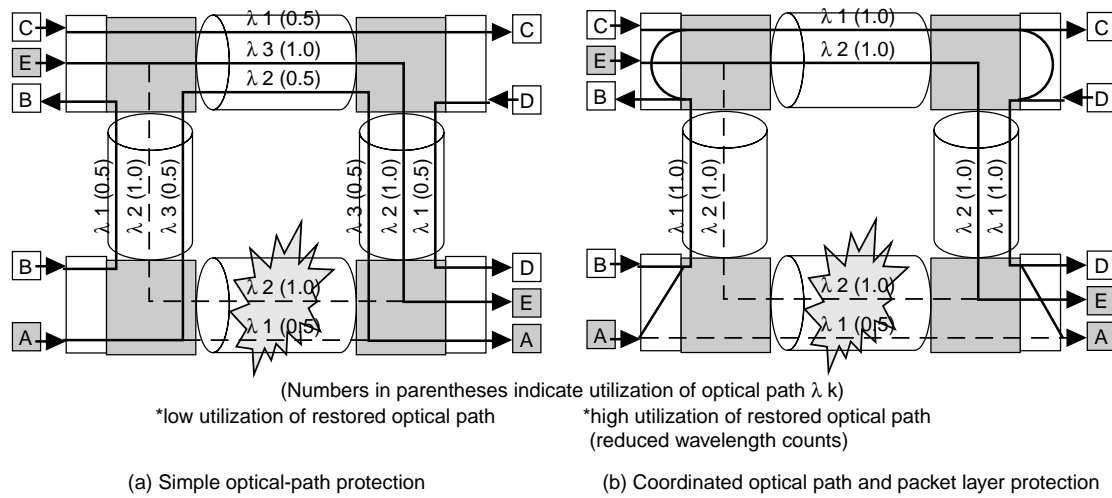 C λ 1 (0.5) C
E λ 3 (1.0)
B λ 2 (0.5) D
λ 1 (0.5)
λ 2 (1.0)
λ 3 (0.5)
λ 3 (0.5)
λ 2 (1.0)
λ 1 (0.5)
B D
λ 2 (1.0) E
A λ 1 (0.5) A
C λ 1 (1.0) C
E λ 2 (1.0)
B D
λ 1 (1.0)
λ 2 (1.0)
λ 2 (1.0)
λ 1 (1.0)
B D
λ 2 (1.0) E
A λ 1 (0.5) A
(Numbers in parentheses indicate utilization of optical path λ k)
*low utilization of restored optical path
*high utilization of restored optical path
(reduced wavelength counts)
(a) Simple optical-path protection
(b) Coordinated optical path and packet layer protection